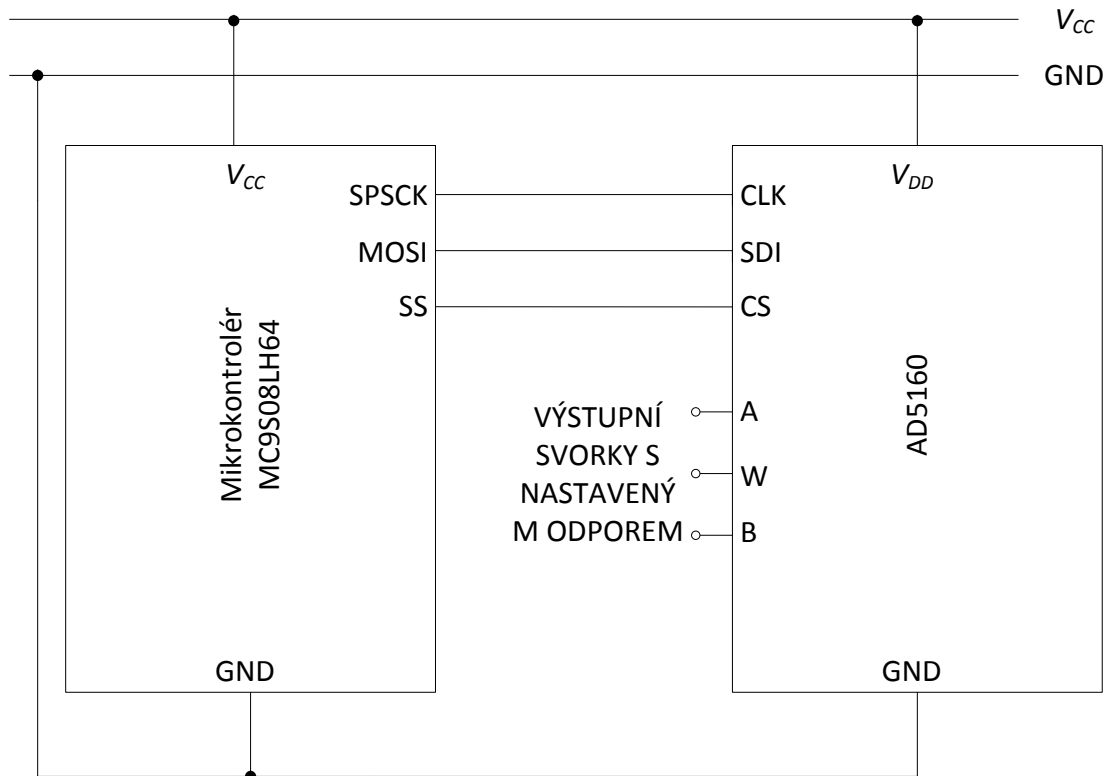 VCC
GND
VCC
SPSCK
MOSI
SS
Mikrokontrolér
MC9S08LH64
GND
VDD
CLK
SDI
CS
A
W
B
AD5160
GND
VÝSTUPNÍ
SVORKY S
NASTAVENÝ
M ODPOREM